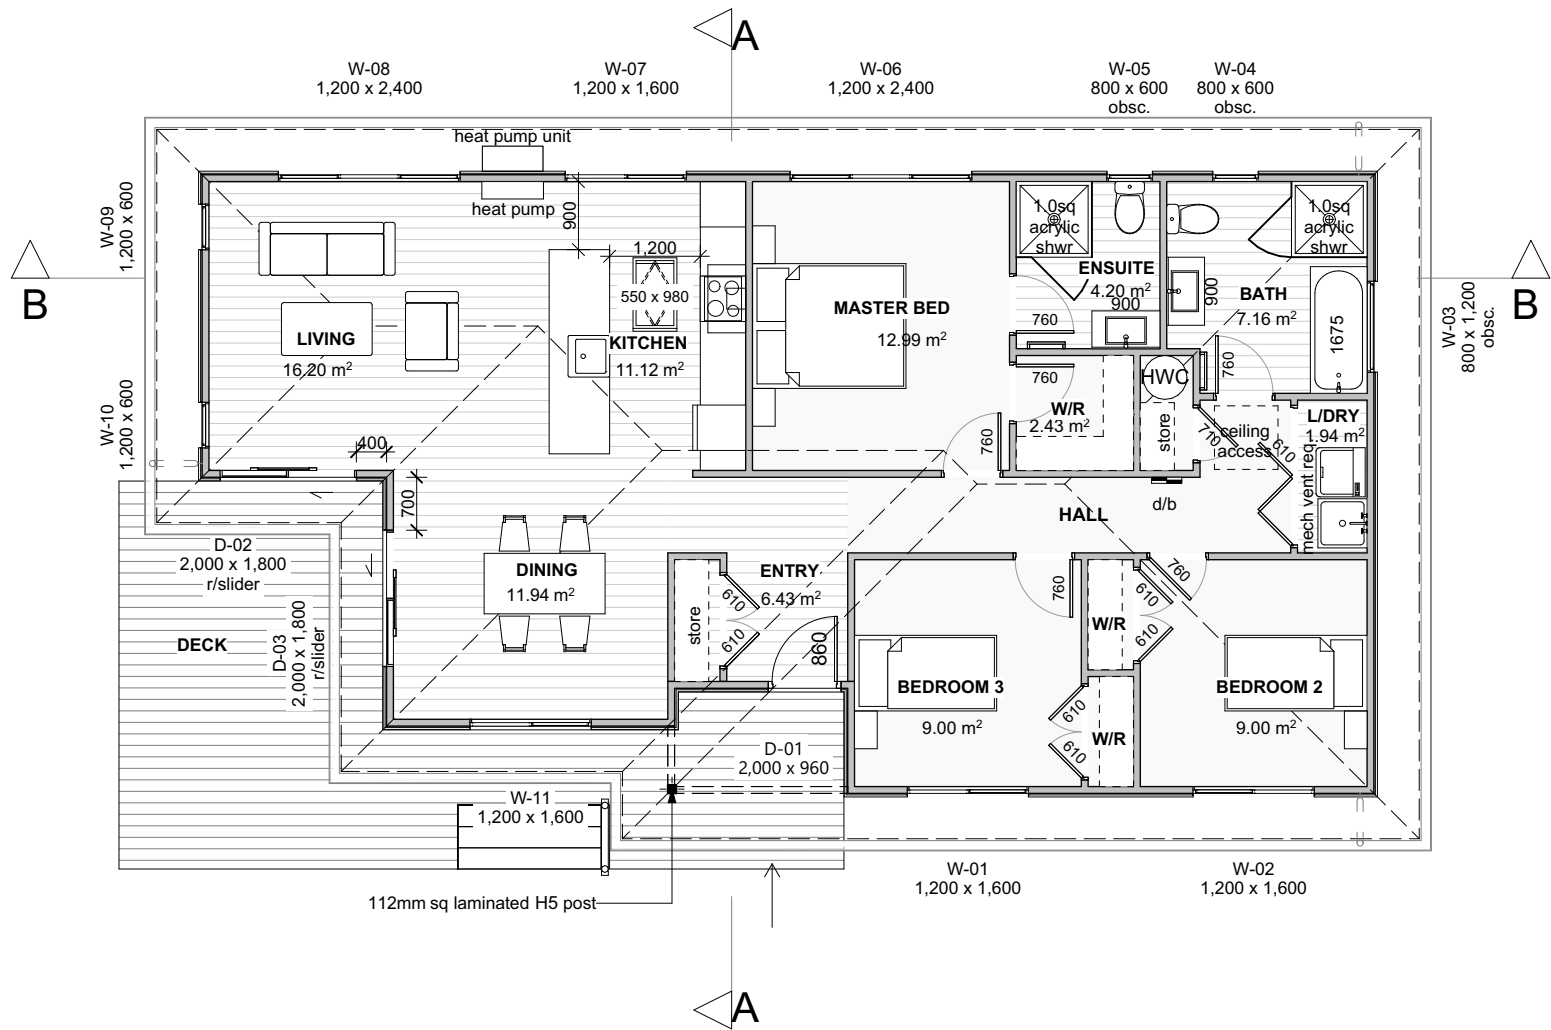 A
W-08
1,200 x 2,400
W-07
1,200 x 1,600
W-06
1,200 x 2,400
W-05
800 x 600
obsc.
W-04
800 x 600
obsc.
heat pump unit
heat pump
900
1,200
550 x 980
W-09
1,200 x 600
W-10
1,200 x 600
B
B
LIVING
16.20 m²
KITCHEN
11.12 m²
MASTER BED
12.99 m²
1.0sq
acrylic
shwr
ENSUITE
4.20 m²
900
760
1.0sq
acrylic
shwr
BATH
7.16 m²
900
1675
760
W-03
800 x 1,200
obsc.
760
W/R
2.43 m²
760
HWC
store
710
ceiling
access
610
L/DRY
1.94 m²
mech vent req.
400
700
d/b
HALL
D-02
2,000 x 1,800
r/slider
D-03
2,000 x 1,800
r/slider
DECK
DINING
11.94 m²
ENTRY
6.43 m²
store
610
610
860
760
760
W/R
610
610
BEDROOM 3
9.00 m²
W/R
610
610
BEDROOM 2
9.00 m²
D-01
2,000 x 960
W-11
1,200 x 1,600
W-01
1,200 x 1,600
W-02
1,200 x 1,600
112mm sq laminated H5 post
A